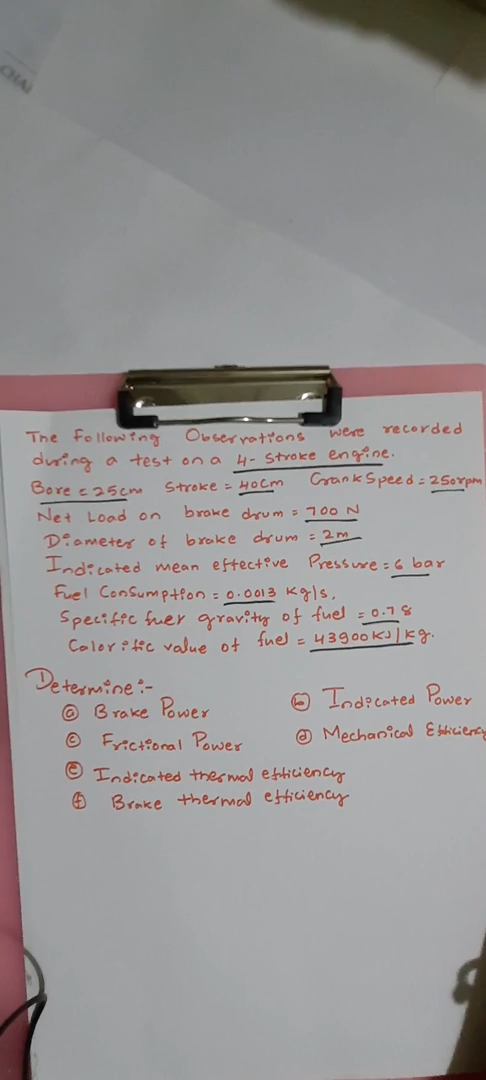 CHAI
The Following Observations were recorded
during a test on a 4-stroke engine.
Bore = 25cm Stroke = 40cm Crank Speed = 250rpm
Net Load on brake drum = 700 N
Diameter of brake drum = 2m
Indicated mean effective Pressure = 6 bar
Fuel Consumption = 0.0013 kg/s,
Specific fuer gravity of fuel = 0.78
Calorific value of fuel = 43900 KJ/kg.
Determine:-
(a) Brake Power (b) Indicated Power
(c) Frictional Power (d) Mechanical Efficiency
(e) Indicated thermal efficiency
(f) Brake thermal efficiency